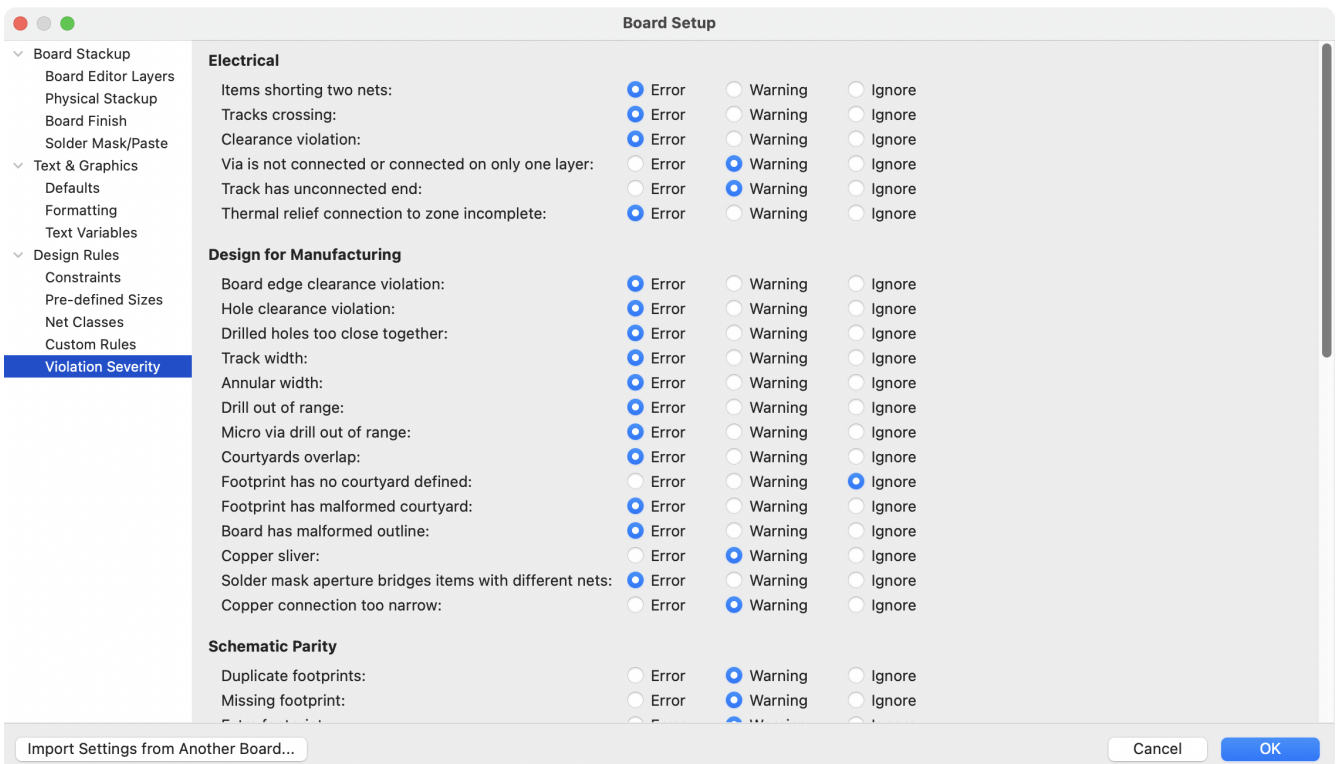 Board Setup
Board Stackup
Board Editor Layers
Physical Stackup
Board Finish
Solder Mask/Paste
Text & Graphics
Defaults
Formatting
Text Variables
Design Rules
Constraints
Pre-defined Sizes
Net Classes
Custom Rules
Violation Severity
Electrical
Items shorting two nets: Error Warning Ignore
Tracks crossing: Error Warning Ignore
Clearance violation: Error Warning Ignore
Via is not connected or connected on only one layer: Error Warning Ignore
Track has unconnected end: Error Warning Ignore
Thermal relief connection to zone incomplete: Error Warning Ignore
Design for Manufacturing
Board edge clearance violation: Error Warning Ignore
Hole clearance violation: Error Warning Ignore
Drilled holes too close together: Error Warning Ignore
Track width: Error Warning Ignore
Annular width: Error Warning Ignore
Drill out of range: Error Warning Ignore
Micro via drill out of range: Error Warning Ignore
Courtyards overlap: Error Warning Ignore
Footprint has no courtyard defined: Error Warning Ignore
Footprint has malformed courtyard: Error Warning Ignore
Board has malformed outline: Error Warning Ignore
Copper sliver: Error Warning Ignore
Solder mask aperture bridges items with different nets: Error Warning Ignore
Copper connection too narrow: Error Warning Ignore
Schematic Parity
Duplicate footprints: Error Warning Ignore
Missing footprint: Error Warning Ignore
Import Settings from Another Board...
Cancel
OK